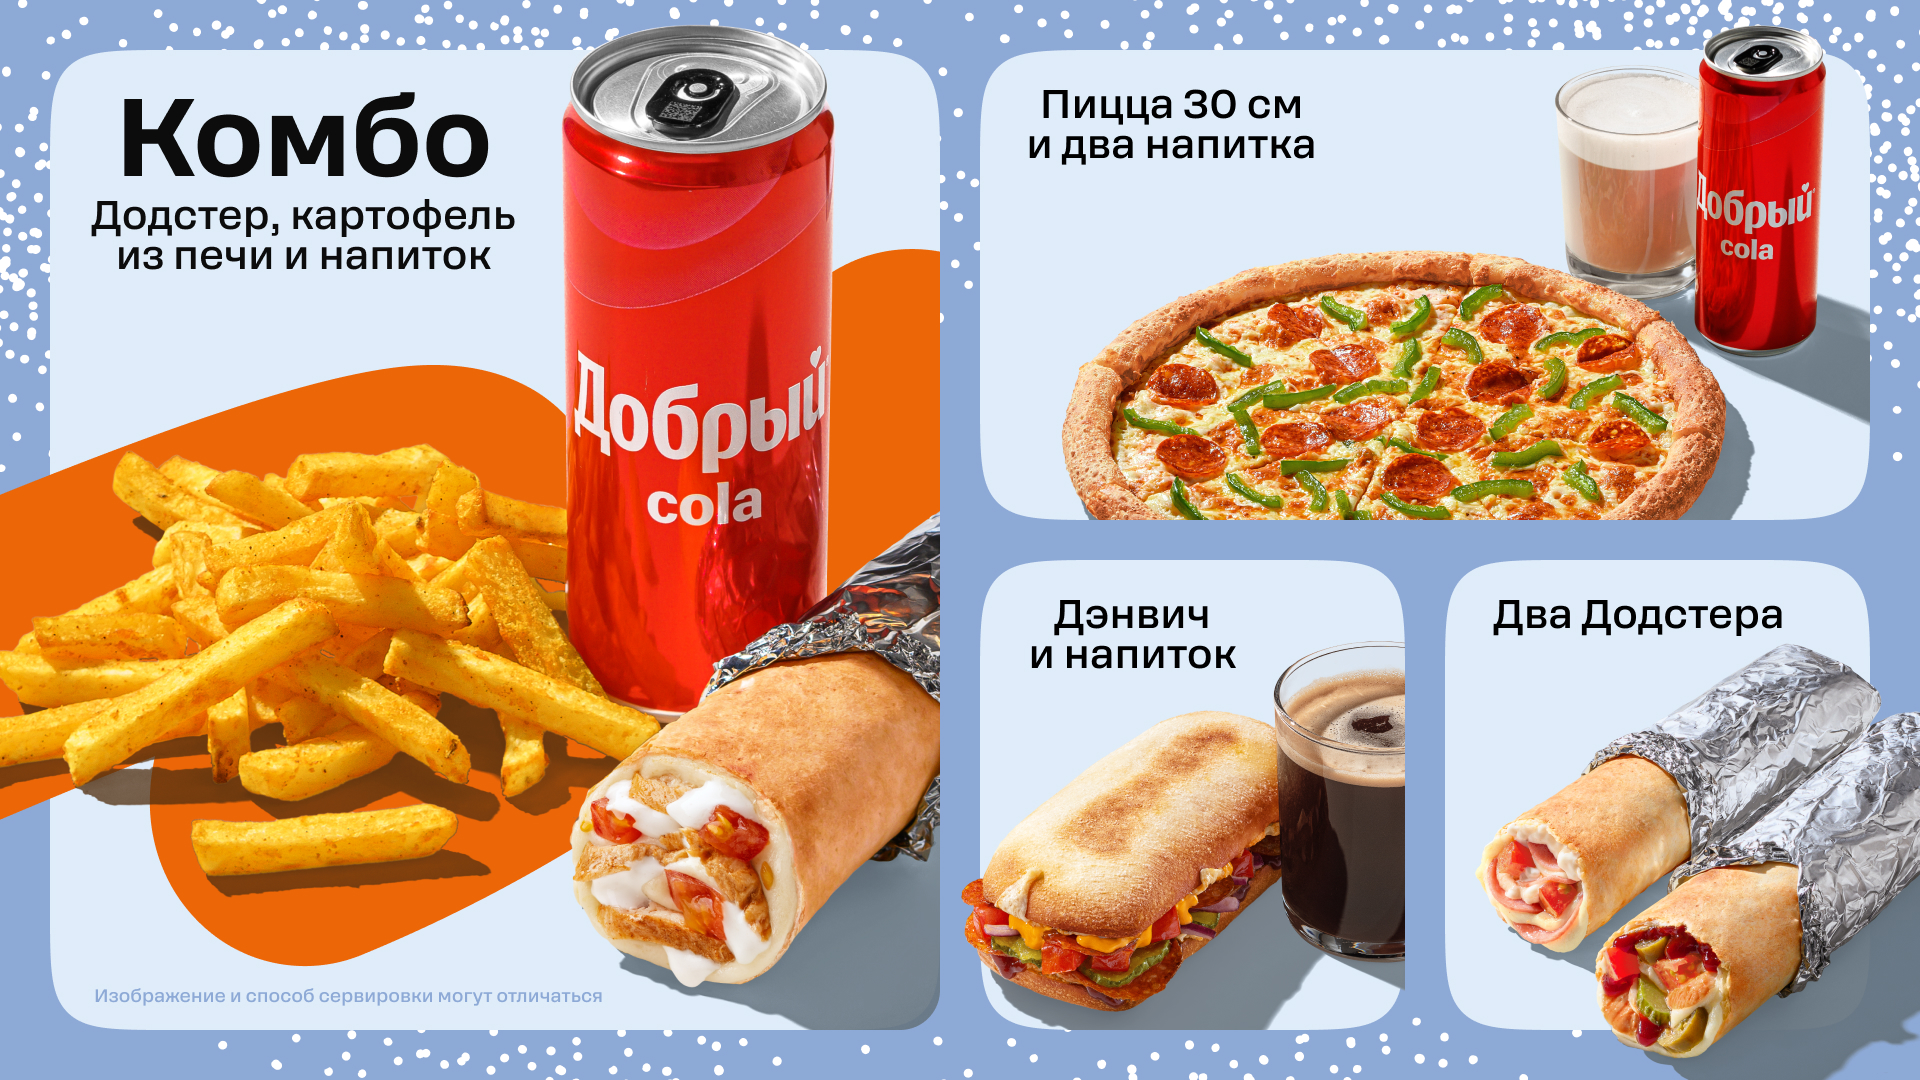 Комбо
Додстер, картофель
из печи и напиток
Добрый
cola
Изображение и способ сервировки могут отличаться
Пицца 30 см
и два напитка
Добрый
cola
Дэнвич
и напиток
Два Додстера